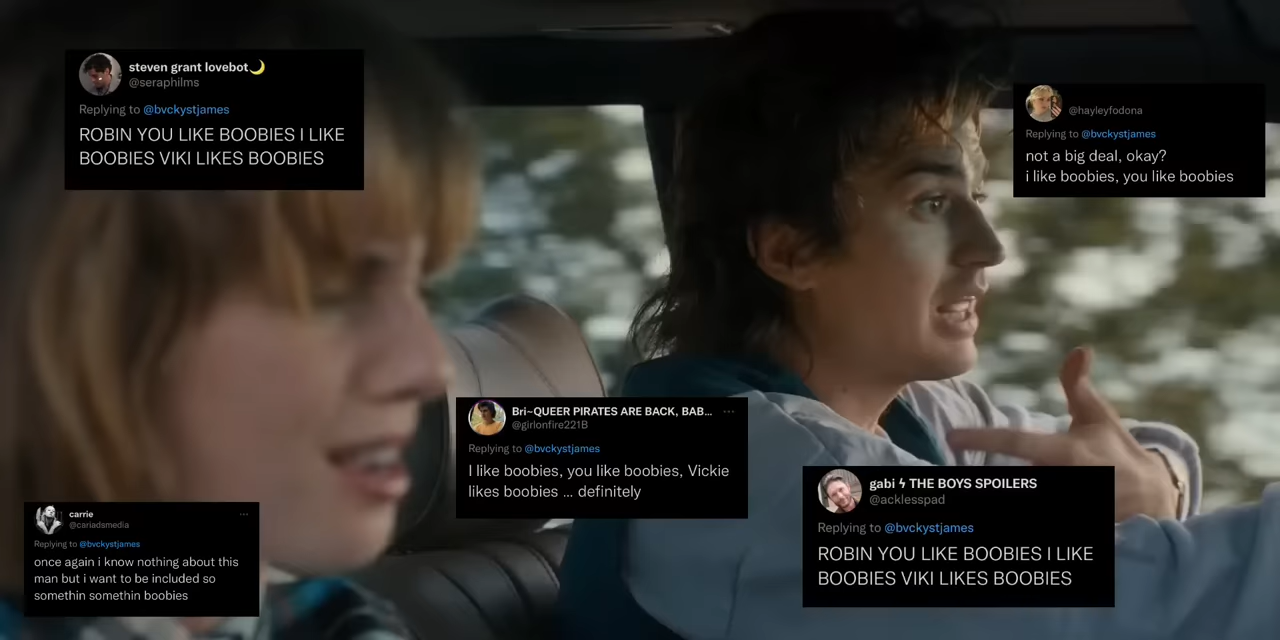 steven grant lovebot🌙
@seraphilms
Replying to @bvckystjames
ROBIN YOU LIKE BOOBIES I LIKE
BOOBIES VIKI LIKES BOOBIES
@hayleyfodona
Replying to @bvckystjames
not a big deal, okay?
i like boobies, you like boobies
Bri~QUEER PIRATES ARE BACK, BAB...
@girlonfire221B
Replying to @bvckystjames
I like boobies, you like boobies, Vickie
likes boobies ... definitely
gabi ϟ THE BOYS SPOILERS
@acklesspad
Replying to @bvckystjames
ROBIN YOU LIKE BOOBIES I LIKE
BOOBIES VIKI LIKES BOOBIES
carrie
@cariadsmedia
Replying to @bvckystjames
once again i know nothing about this
man but i want to be included so
somethin somethin boobies